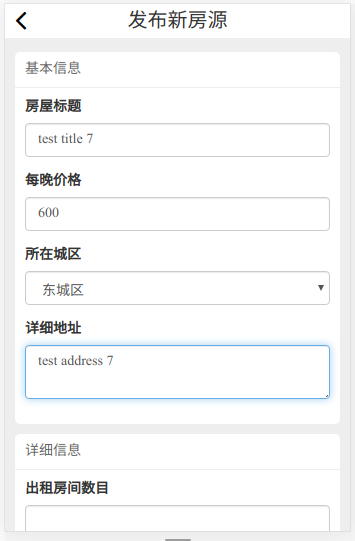 发布新房源
基本信息
房屋标题
test title 7
每晚价格
600
所在城区
东城区
详细地址
test address 7
详细信息
出租房间数目